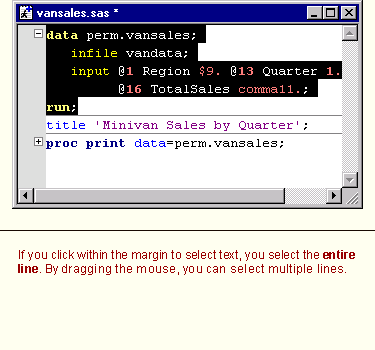 vansales.sas *
data perm.vansales;
infile vandata;
input @1 Region $9. @13 Quarter 1.
@16 TotalSales comma11.;
run;
title 'Minivan Sales by Quarter';
proc print data=perm.vansales;
If you click within the margin to select text, you select the entire
line. By dragging the mouse, you can select multiple lines.